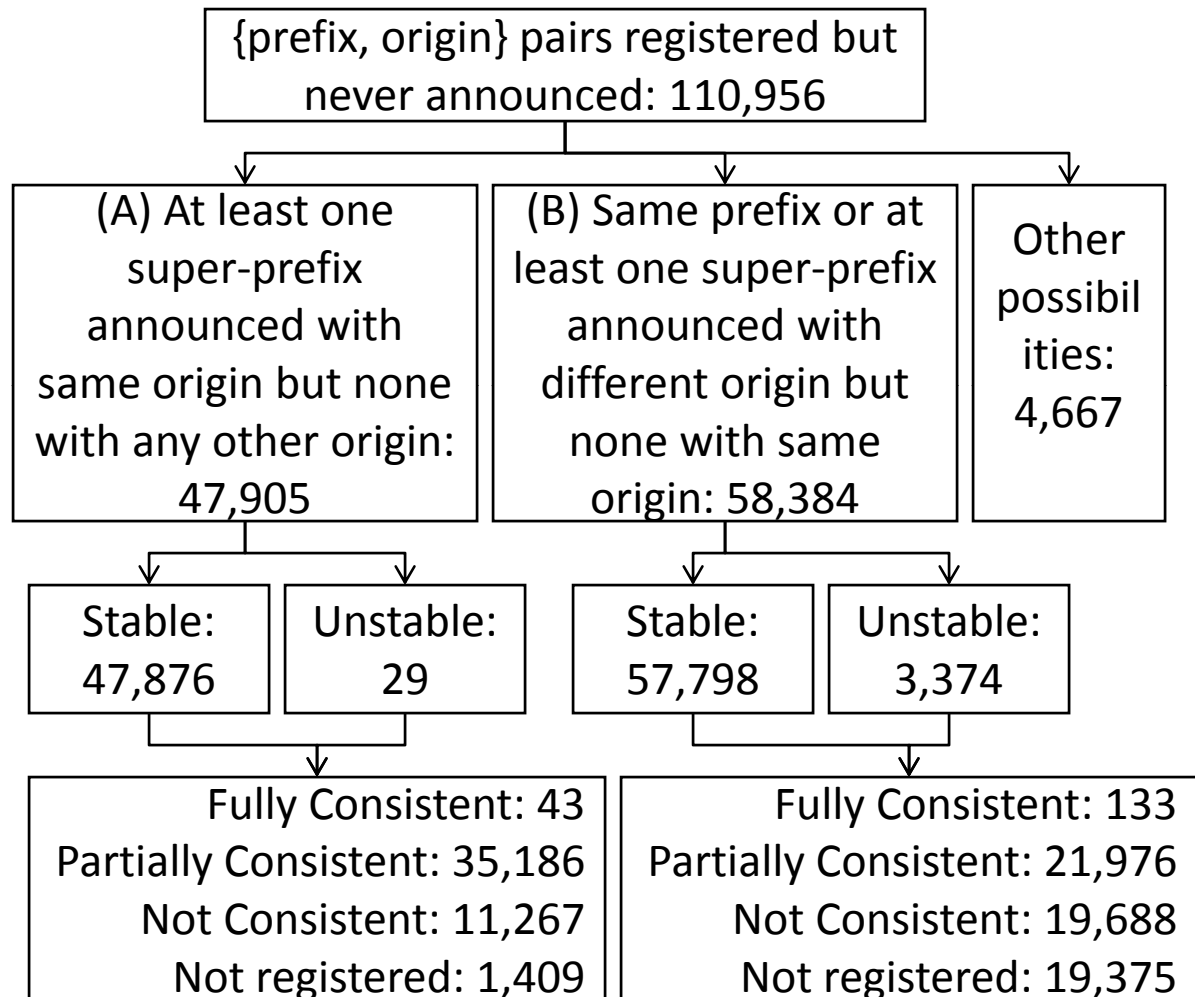 {prefix, origin} pairs registered but
never announced: 110,956
(A) At least one
super-prefix
announced with
same origin but none
with any other origin:
47,905
(B) Same prefix or at
least one super-prefix
announced with
different origin but
none with same
origin: 58,384
Other
possibil
ities:
4,667
Stable:
47,876
Unstable:
29
Stable:
57,798
Unstable:
3,374
Fully Consistent: 43
Partially Consistent: 35,186
Not Consistent: 11,267
Not registered: 1,409
Fully Consistent: 133
Partially Consistent: 21,976
Not Consistent: 19,688
Not registered: 19,375